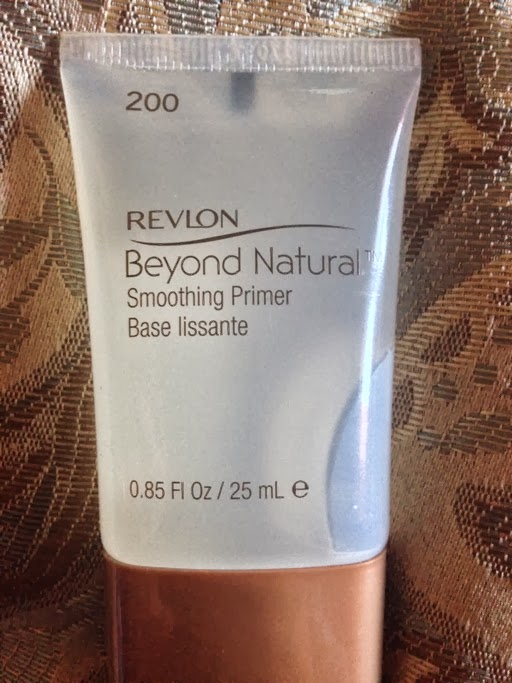 200
REVLON
Beyond Natural™
Smoothing Primer
Base lissante
0.85 Fl Oz / 25 mL ℮